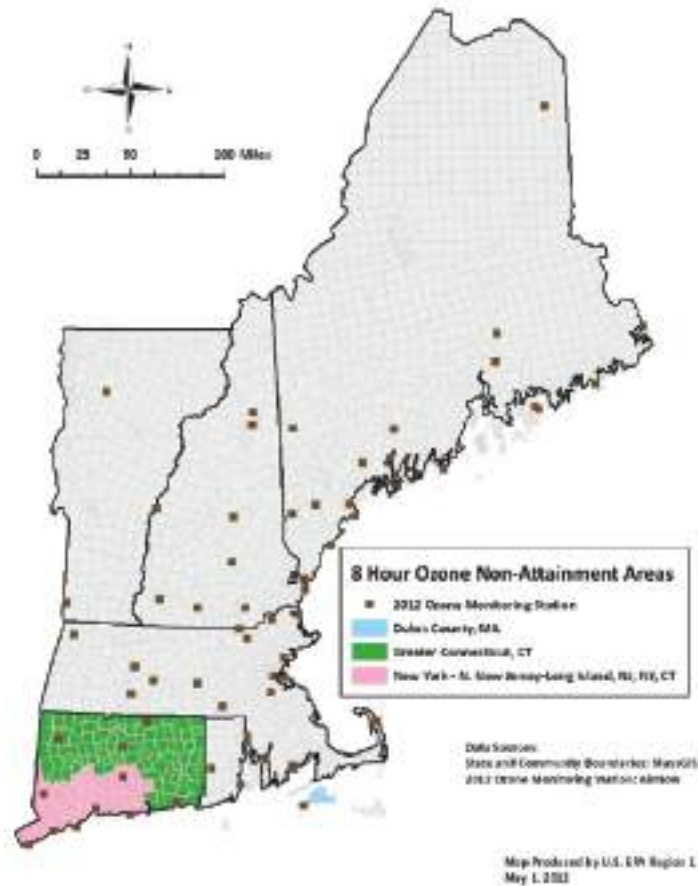 N
0 25 50 100 Miles
8 Hour Ozone Non-Attainment Areas
2012 Ozone Monitoring Station
Dukes County, MA
Greater Connecticut, CT
New York - N. New Jersey-Long Island, NJ, NY, CT
Data Sources:
State and Community Boundaries: MassGIS
2012 Ozone Monitoring Station: AirNow
Map Produced by U.S. EPA Region 1
May 1, 2012